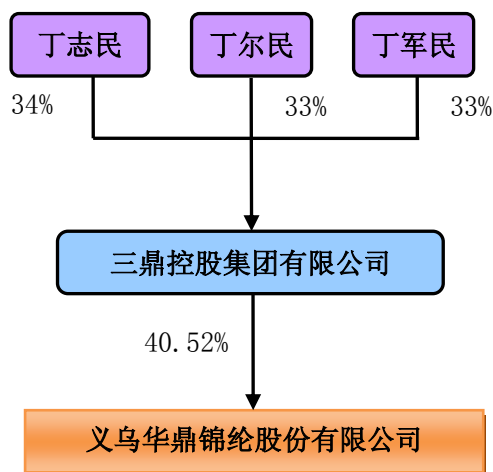 丁志民 丁尔民 丁军民
34% 33% 33%
三鼎控股集团有限公司
40.52%
义乌华鼎锦纶股份有限公司